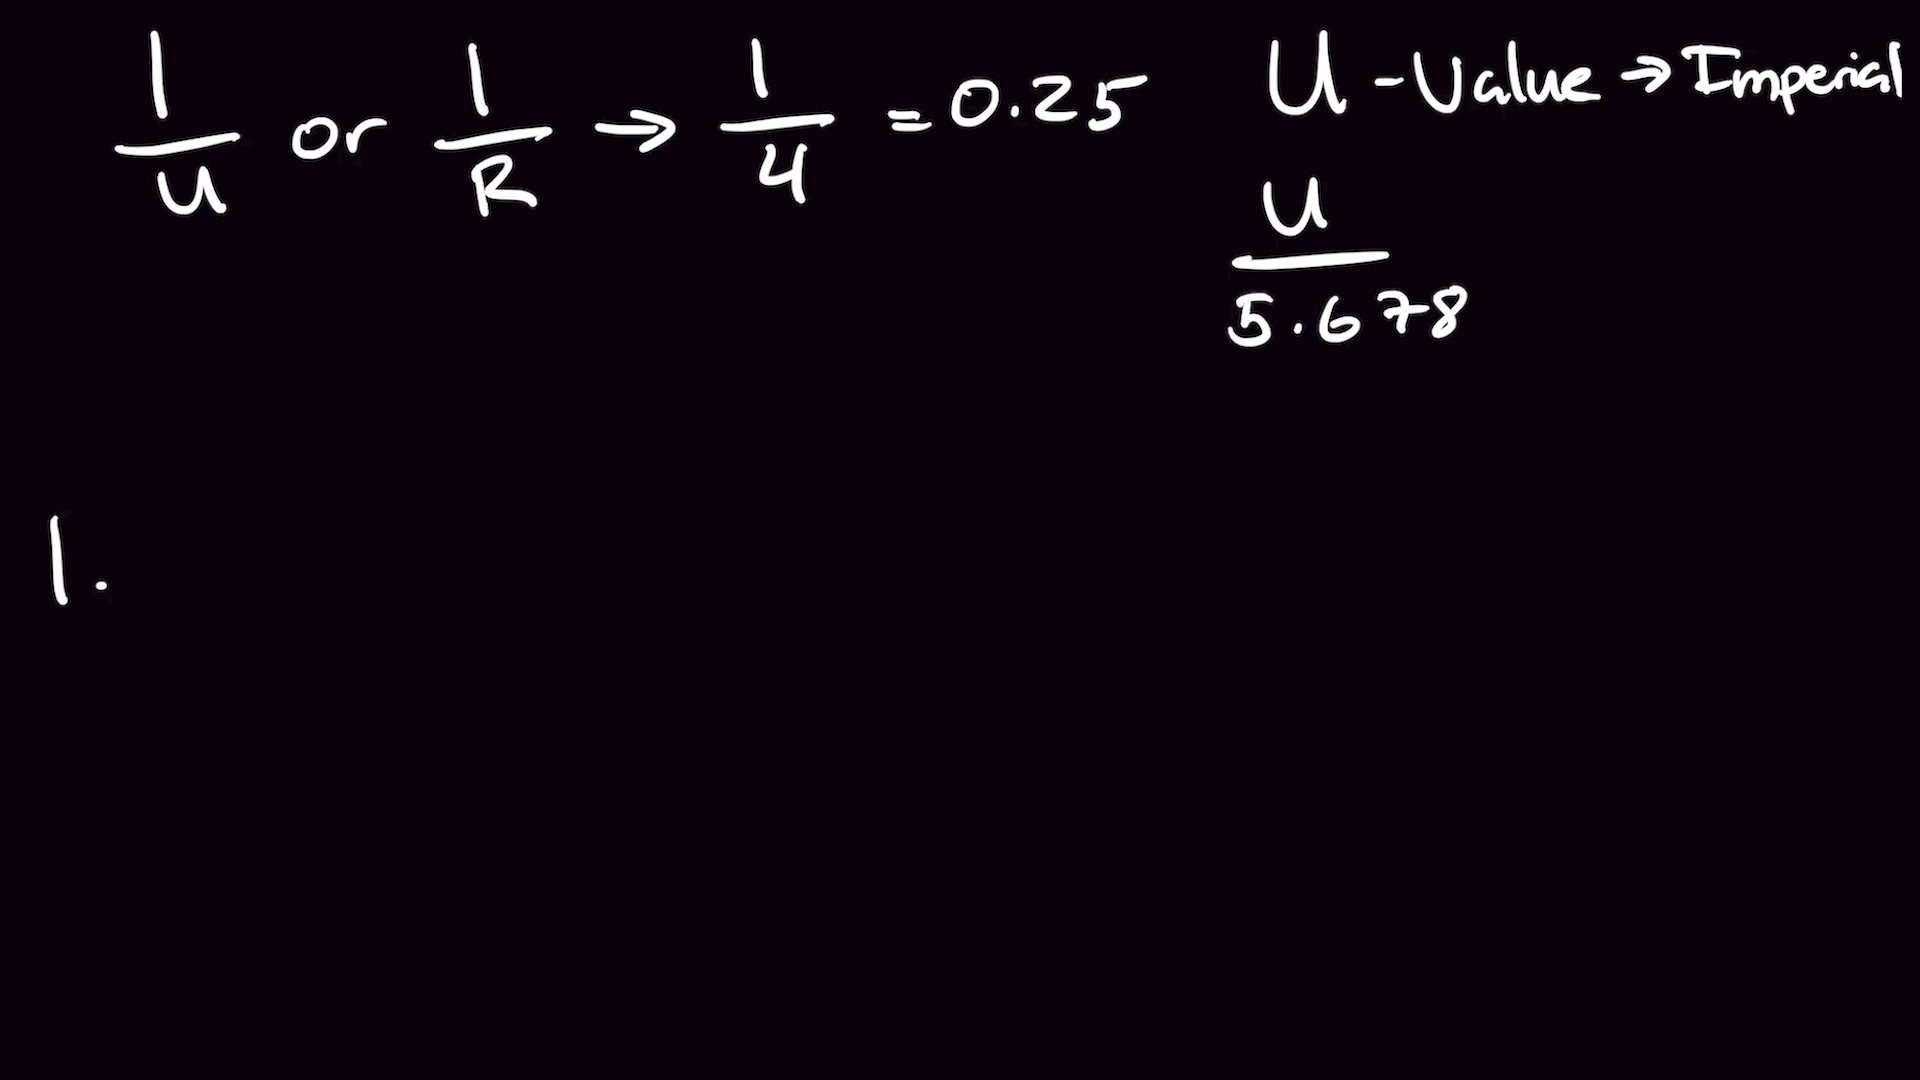 1/U or 1/R → 1/4 = 0.25
U-Value → Imperial
U/5.678
1.